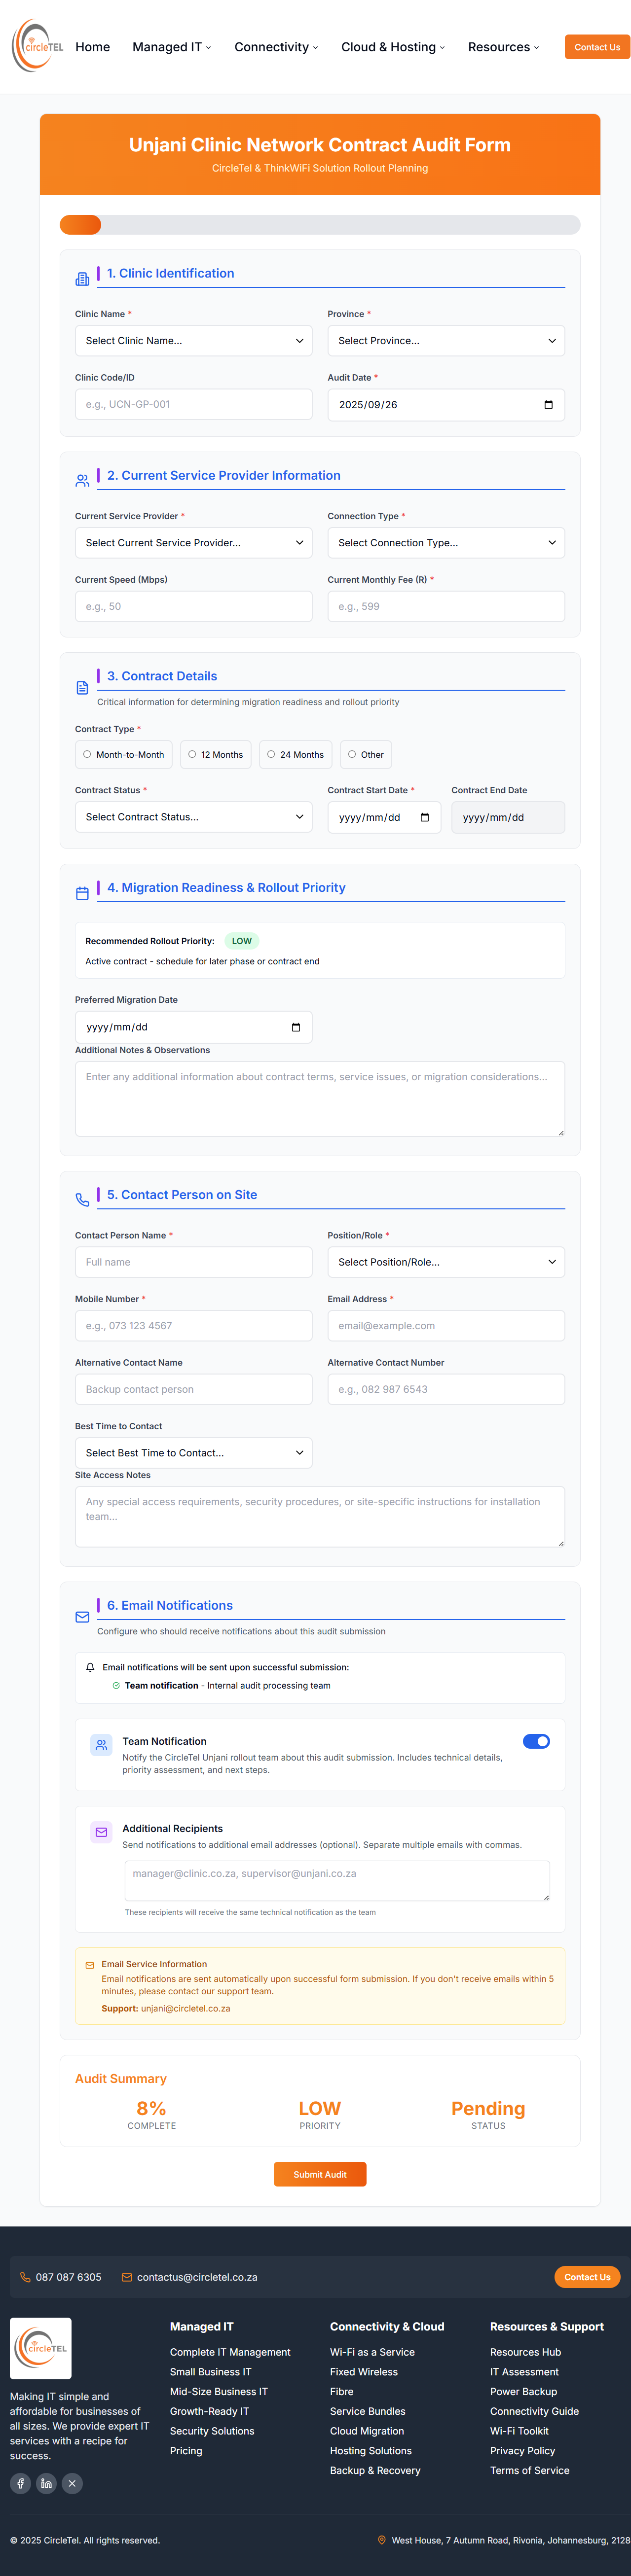 circleTEL
Home
Managed IT
Connectivity
Cloud & Hosting
Resources
Contact Us
Unjani Clinic Network Contract Audit Form
CircleTel & ThinkWiFi Solution Rollout Planning
1. Clinic Identification
Clinic Name *
Province *
Select Clinic Name...
Select Province...
Clinic Code/ID
Audit Date *
e.g., UCN-GP-001
2025/09/26
2. Current Service Provider Information
Current Service Provider *
Connection Type *
Select Current Service Provider...
Select Connection Type...
Current Speed (Mbps)
Current Monthly Fee (R) *
e.g., 50
e.g., 599
3. Contract Details
Critical information for determining migration readiness and rollout priority
Contract Type *
Month-to-Month
12 Months
24 Months
Other
Contract Status *
Contract Start Date *
Contract End Date
Select Contract Status...
yyyy/mm/dd
yyyy/mm/dd
4. Migration Readiness & Rollout Priority
Recommended Rollout Priority: LOW
Active contract - schedule for later phase or contract end
Preferred Migration Date
yyyy/mm/dd
Additional Notes & Observations
Enter any additional information about contract terms, service issues, or migration considerations...
5. Contact Person on Site
Contact Person Name *
Position/Role *
Full name
Select Position/Role...
Mobile Number *
Email Address *
e.g., 073 123 4567
email@example.com
Alternative Contact Name
Alternative Contact Number
Backup contact person
e.g., 082 987 6543
Best Time to Contact
Select Best Time to Contact...
Site Access Notes
Any special access requirements, security procedures, or site-specific instructions for installation
team...
6. Email Notifications
Configure who should receive notifications about this audit submission
Email notifications will be sent upon successful submission:
Team notification - Internal audit processing team
Team Notification
Notify the CircleTel Unjani rollout team about this audit submission. Includes technical details,
priority assessment, and next steps.
Additional Recipients
Send notifications to additional email addresses (optional). Separate multiple emails with commas.
manager@clinic.co.za, supervisor@unjani.co.za
These recipients will receive the same technical notification as the team
Email Service Information
Email notifications are sent automatically upon successful form submission. If you don't receive emails within 5
minutes, please contact our support team.
Support: unjani@circletel.co.za
Audit Summary
8%
LOW
Pending
COMPLETE
PRIORITY
STATUS
Submit Audit
087 087 6305
contactus@circletel.co.za
Contact Us
circleTEL
Making IT simple and
affordable for businesses of
all sizes. We provide expert IT
services with a recipe for
success.
Managed IT
Complete IT Management
Small Business IT
Mid-Size Business IT
Growth-Ready IT
Security Solutions
Pricing
Connectivity & Cloud
Wi-Fi as a Service
Fixed Wireless
Fibre
Service Bundles
Cloud Migration
Hosting Solutions
Backup & Recovery
Resources & Support
Resources Hub
IT Assessment
Power Backup
Connectivity Guide
Wi-Fi Toolkit
Privacy Policy
Terms of Service
© 2025 CircleTel. All rights reserved.
West House, 7 Autumn Road, Rivonia, Johannesburg, 2128